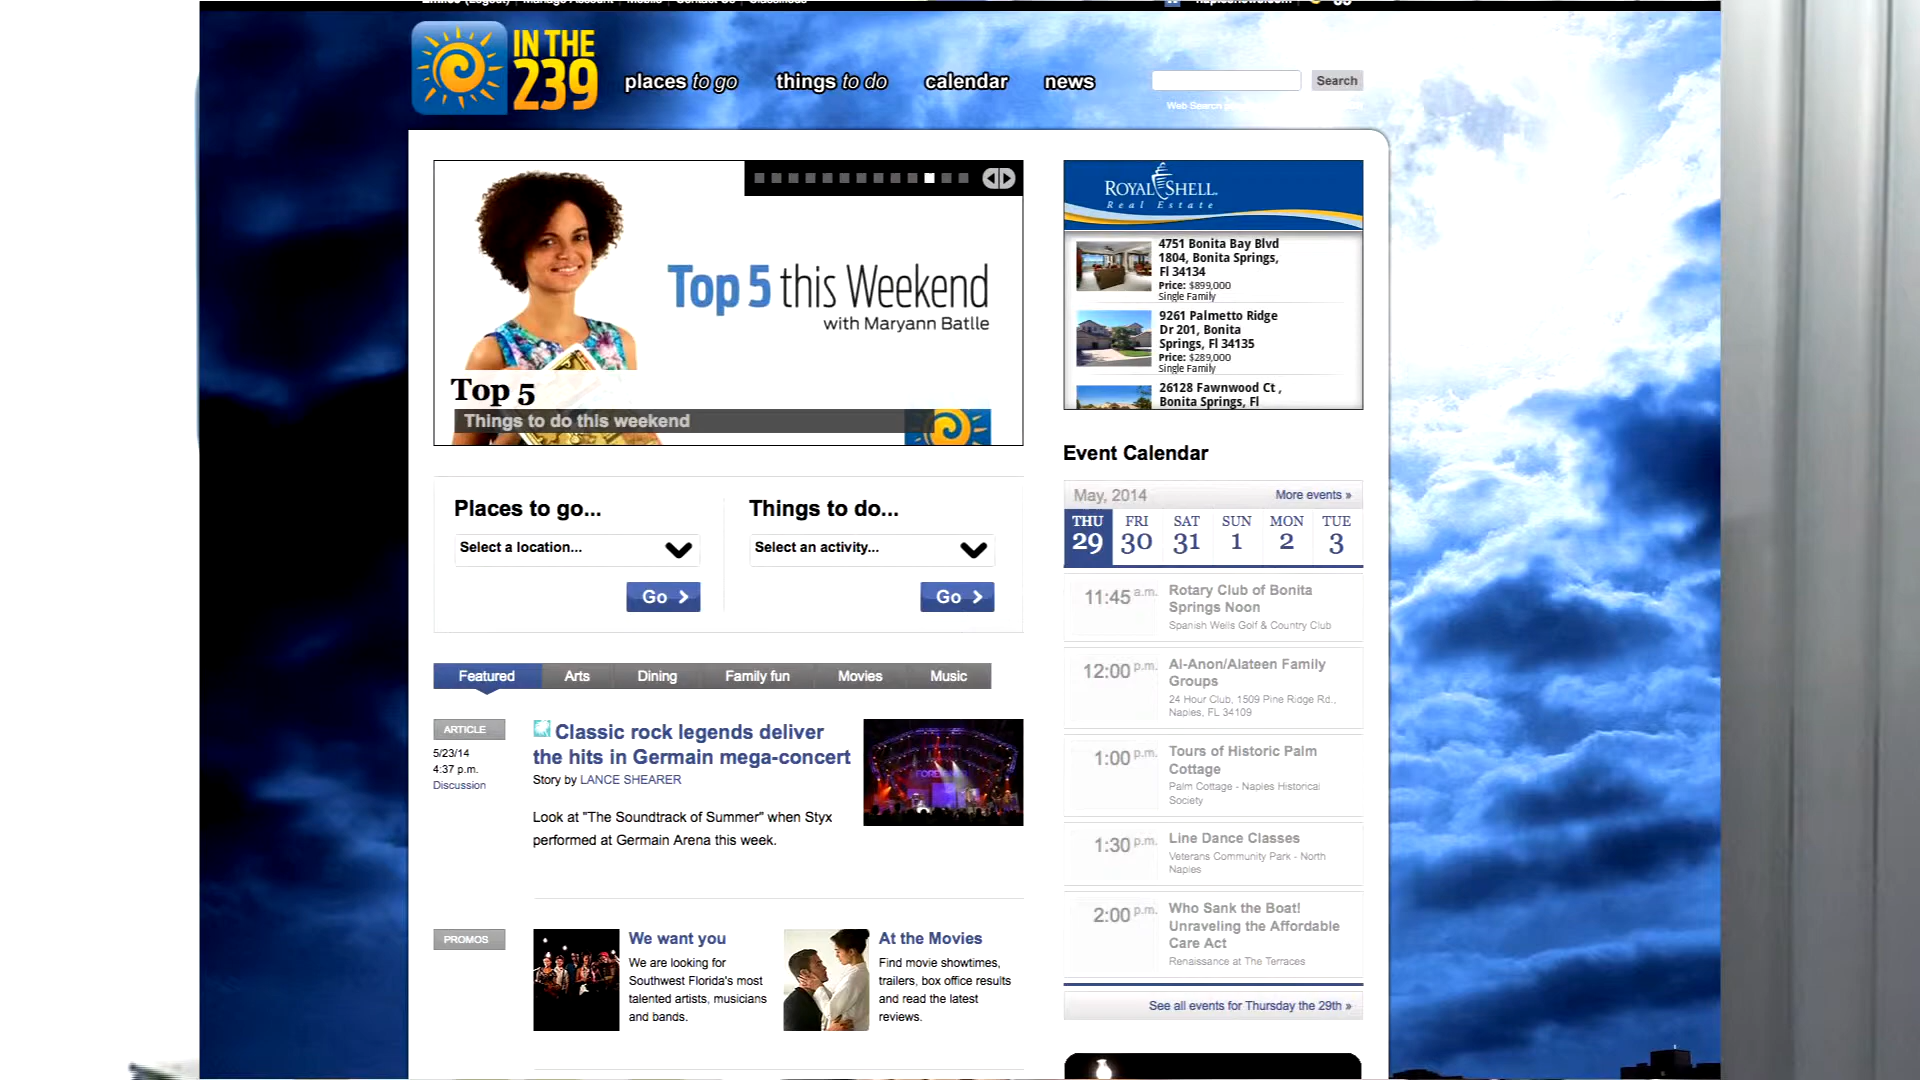 Manage Account
Mobile
Contact Us
Classifieds
IN THE
239
places to go
things to do
calendar
news
Search
Web Search
Top 5 this Weekend
with Maryann Batlle
Top 5
Things to do this weekend
ROYAL SHELL
Real Estate
4751 Bonita Bay Blvd
1804, Bonita Springs,
Fl 34134
Price: $899,000
Single Family
9261 Palmetto Ridge
Dr 201, Bonita
Springs, Fl 34135
Price: $289,000
Single Family
26128 Fawnwood Ct ,
Bonita Springs, Fl
Places to go...
Select a location...
Go
Things to do...
Select an activity...
Go
Event Calendar
May, 2014
More events »
THU FRI SAT SUN MON TUE
29 30 31 1 2 3
11:45 a.m.
Rotary Club of Bonita
Springs Noon
Spanish Wells Golf & Country Club
12:00 p.m.
Al-Anon/Alateen Family
Groups
24 Hour Club, 1509 Pine Ridge Rd.,
Naples, FL 34109
1:00 p.m.
Tours of Historic Palm
Cottage
Palm Cottage - Naples Historical
Society
1:30 p.m.
Line Dance Classes
Veterans Community Park - North
Naples
2:00 p.m.
Who Sank the Boat!
Unraveling the Affordable
Care Act
Renaissance at The Terraces
See all events for Thursday the 29th »
Featured
Arts
Dining
Family fun
Movies
Music
ARTICLE
5/23/14
4:37 p.m.
Discussion
Classic rock legends deliver
the hits in Germain mega-concert
Story by LANCE SHEARER
Look at "The Soundtrack of Summer" when Styx
performed at Germain Arena this week.
PROMOS
We want you
We are looking for
Southwest Florida's most
talented artists, musicians
and bands.
At the Movies
Find movie showtimes,
trailers, box office results
and read the latest
reviews.